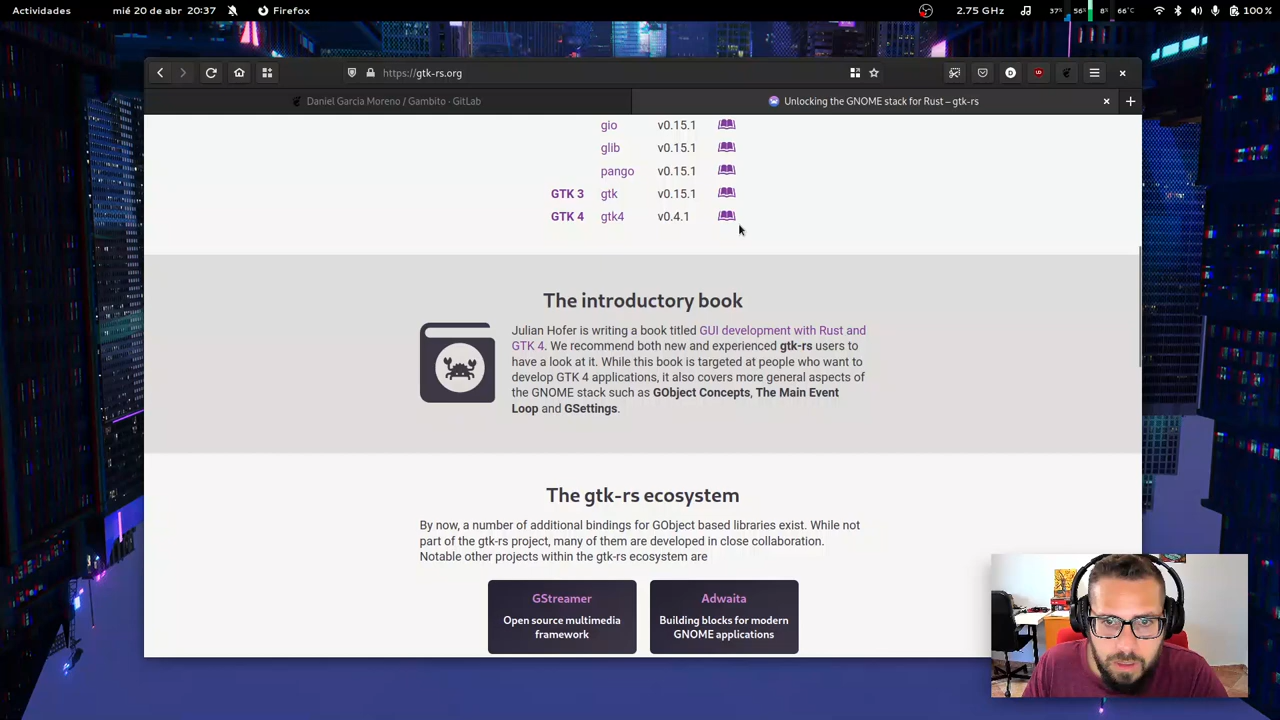 Actividades
mié 20 de abr 20:37
Firefox
2.75 GHz
37%
56%
8%
66°C
100 %
https://gtk-rs.org
Daniel Garcia Moreno / Gambito · GitLab
Unlocking the GNOME stack for Rust – gtk-rs
gio v0.15.1
glib v0.15.1
pango v0.15.1
GTK 3 gtk v0.15.1
GTK 4 gtk4 v0.4.1
The introductory book
Julian Hofer is writing a book titled GUI development with Rust and
GTK 4. We recommend both new and experienced gtk-rs users to
have a look at it. While this book is targeted at people who want to
develop GTK 4 applications, it also covers more general aspects of
the GNOME stack such as GObject Concepts, The Main Event
Loop and GSettings.
The gtk-rs ecosystem
By now, a number of additional bindings for GObject based libraries exist. While not
part of the gtk-rs project, many of them are developed in close collaboration.
Notable other projects within the gtk-rs ecosystem are
GStreamer
Open source multimedia
framework
Adwaita
Building blocks for modern
GNOME applications